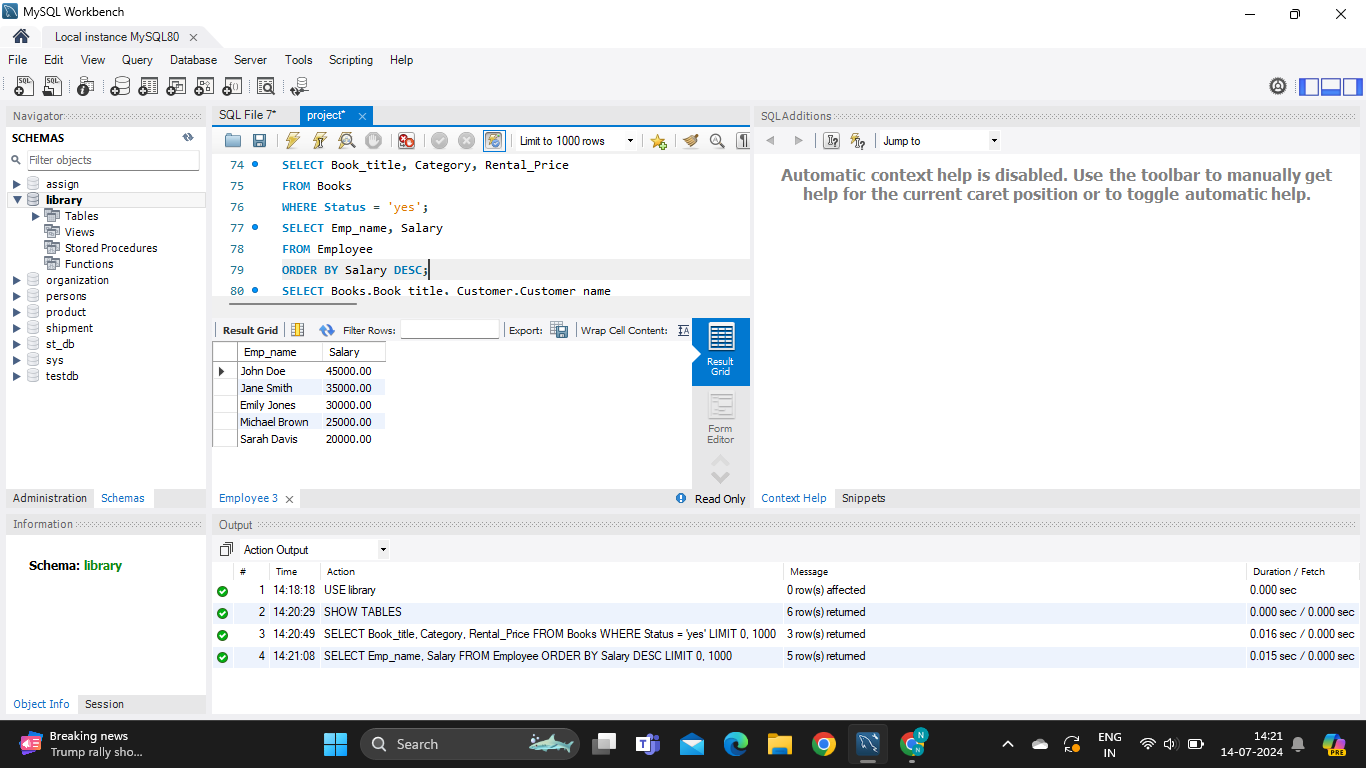 MySQL Workbench
Local instance MySQL80
File Edit View Query Database Server Tools Scripting Help
Navigator
SCHEMAS
Filter objects
assign
library
Tables
Views
Stored Procedures
Functions
organization
persons
product
shipment
st_db
sys
testdb
Administration Schemas
Information
Schema: library
Object Info Session
SQL File 7* project*
Limit to 1000 rows
74 SELECT Book_title, Category, Rental_Price
75 FROM Books
76 WHERE Status = 'yes';
77 SELECT Emp_name, Salary
78 FROM Employee
79 ORDER BY Salary DESC;
80 SELECT Books.Book_title, Customer.Customer_name
Result Grid Filter Rows: Export: Wrap Cell Content:
Emp_name Salary
John Doe 45000.00
Jane Smith 35000.00
Emily Jones 30000.00
Michael Brown 25000.00
Sarah Davis 20000.00
Result
Grid
Form
Editor
Employee 3 Read Only
SQLAdditions
Jump to
Automatic context help is disabled. Use the toolbar to manually get
help for the current caret position or to toggle automatic help.
Context Help Snippets
Output
Action Output
# Time Action Message Duration / Fetch
1 14:18:18 USE library 0 row(s) affected 0.000 sec
2 14:20:29 SHOW TABLES 6 row(s) returned 0.000 sec / 0.000 sec
3 14:20:49 SELECT Book_title, Category, Rental_Price FROM Books WHERE Status = 'yes' LIMIT 0, 1000 3 row(s) returned 0.016 sec / 0.000 sec
4 14:21:08 SELECT Emp_name, Salary FROM Employee ORDER BY Salary DESC LIMIT 0, 1000 5 row(s) returned 0.015 sec / 0.000 sec
Breaking news
Trump rally sho...
Search
N
PRE
ENG
IN
14:21
14-07-2024